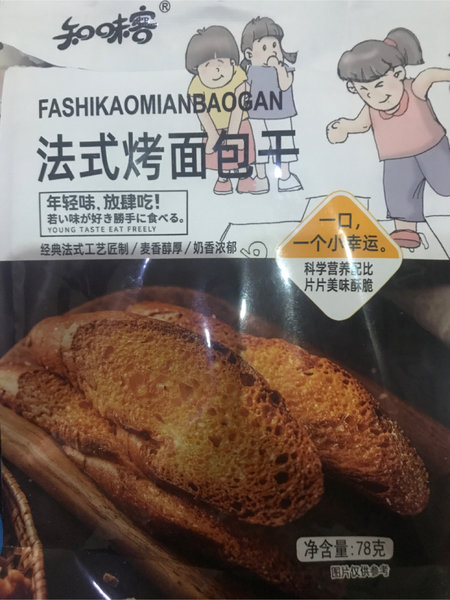 知味客®
FASHIKAOMIANBAOGAN
法式烤面包干
年轻味,放肆吃!
若い味が好き勝手に食べる。
YOUNG TASTE EAT FREELY
经典法式工艺匠制/麦香醇厚/奶香浓郁
一口,
一个小幸运。
科学营养配比
片片美味酥脆
净含量:78克
图片仅供参考